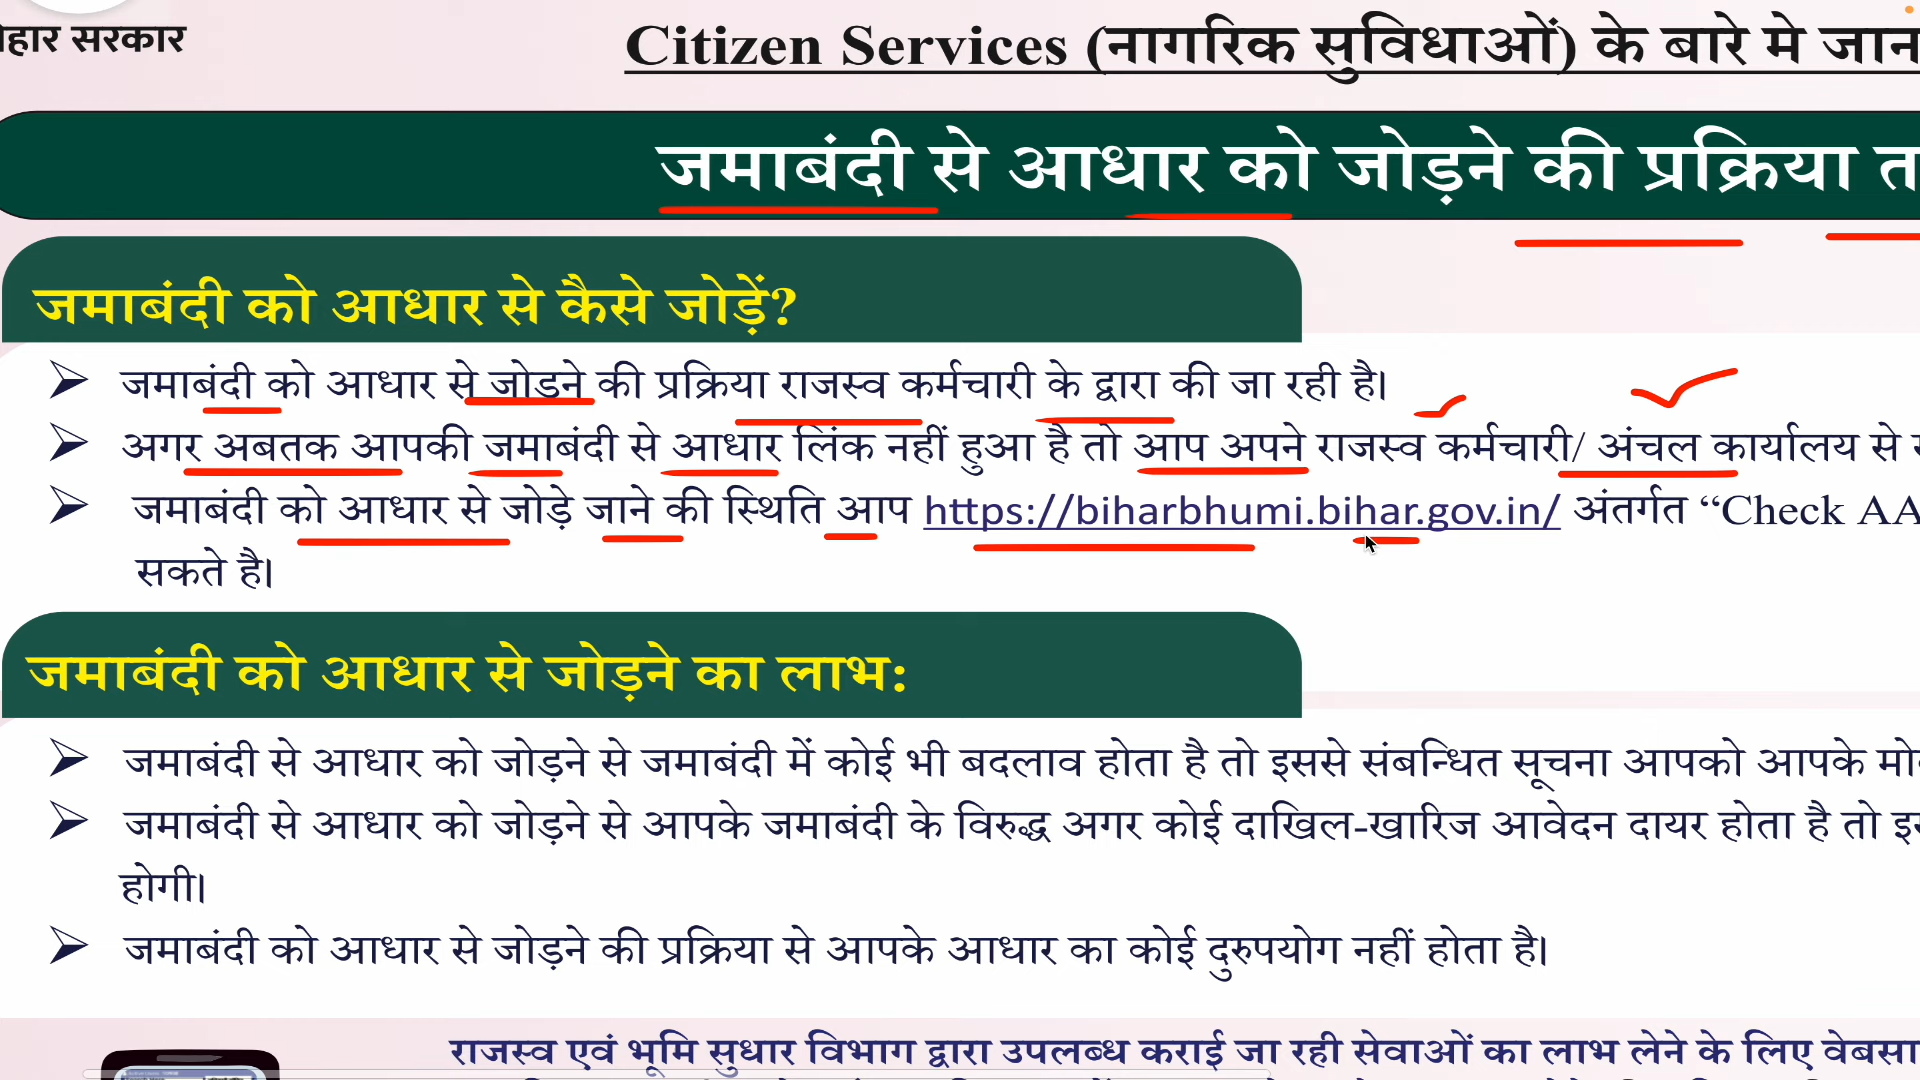 सरकार
Citizen Services (नागरिक सुविधाओं) के बारे मे
जमाबंदी से आधार को जोड़ने की प्रक्रिया
जमाबंदी को आधार से कैसे जोड़ें?
➢ जमाबंदी को आधार से जोडने की प्रक्रिया राजस्व कर्मचारी के द्वारा की जा रही है।
➢ अगर अबतक आपकी जमाबंदी से आधार लिंक नहीं हुआ है तो आप अपने राजस्व कर्मचारी/ अंचल कार्यालय से
➢ जमाबंदी को आधार से जोड़े जाने की स्थिति आप https://biharbhumi.bihar.gov.in/ अंतर्गत “Check
सकते है।
जमाबंदी को आधार से जोड़ने का लाभ:
➢ जमाबंदी से आधार को जोड़ने से जमाबंदी में कोई भी बदलाव होता है तो इससे संबन्धित सूचना आपको आपके
➢ जमाबंदी से आधार को जोड़ने से आपके जमाबंदी के विरुद्ध अगर कोई दाखिल-खारिज आवेदन दायर होता है तो
होगी।
➢ जमाबंदी को आधार से जोड़ने की प्रक्रिया से आपके आधार का कोई दुरुपयोग नहीं होता है।
राजस्व एवं भूमि सुधार विभाग द्वारा उपलब्ध कराई जा रही सेवाओं का लाभ लेने के लिए